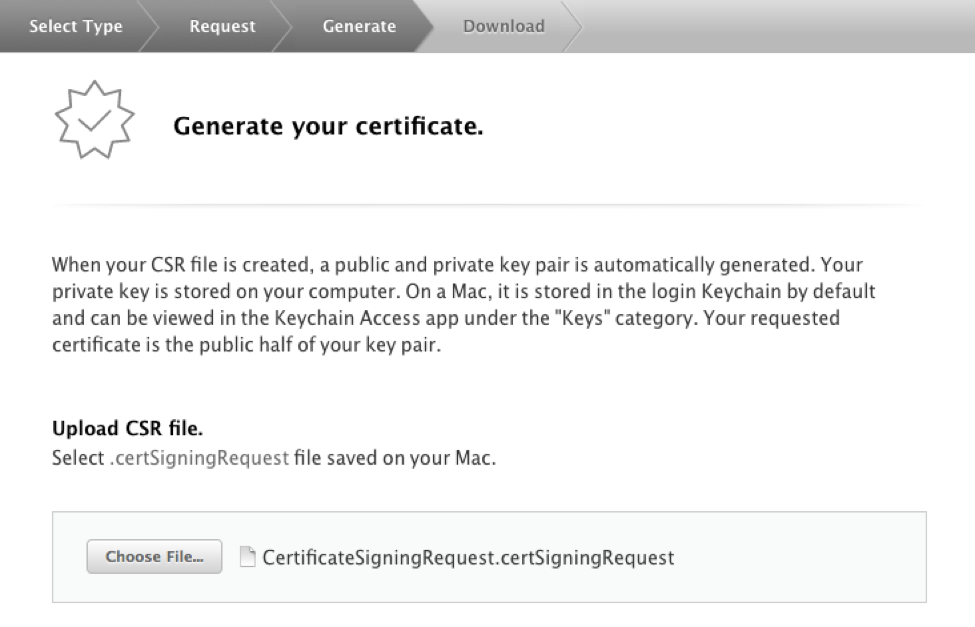 Select Type Request Generate Download
Generate your certificate.
When your CSR file is created, a public and private key pair is automatically generated. Your
private key is stored on your computer. On a Mac, it is stored in the login Keychain by default
and can be viewed in the Keychain Access app under the "Keys" category. Your requested
certificate is the public half of your key pair.
Upload CSR file.
Select .certSigningRequest file saved on your Mac.
Choose File... CertificateSigningRequest.certSigningRequest